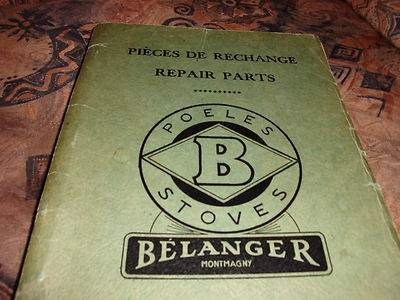 PIÈCES DE RECHANGE
REPAIR PARTS
**********
POELES
B
STOVES
BÉLANGER
MONTMAGNY